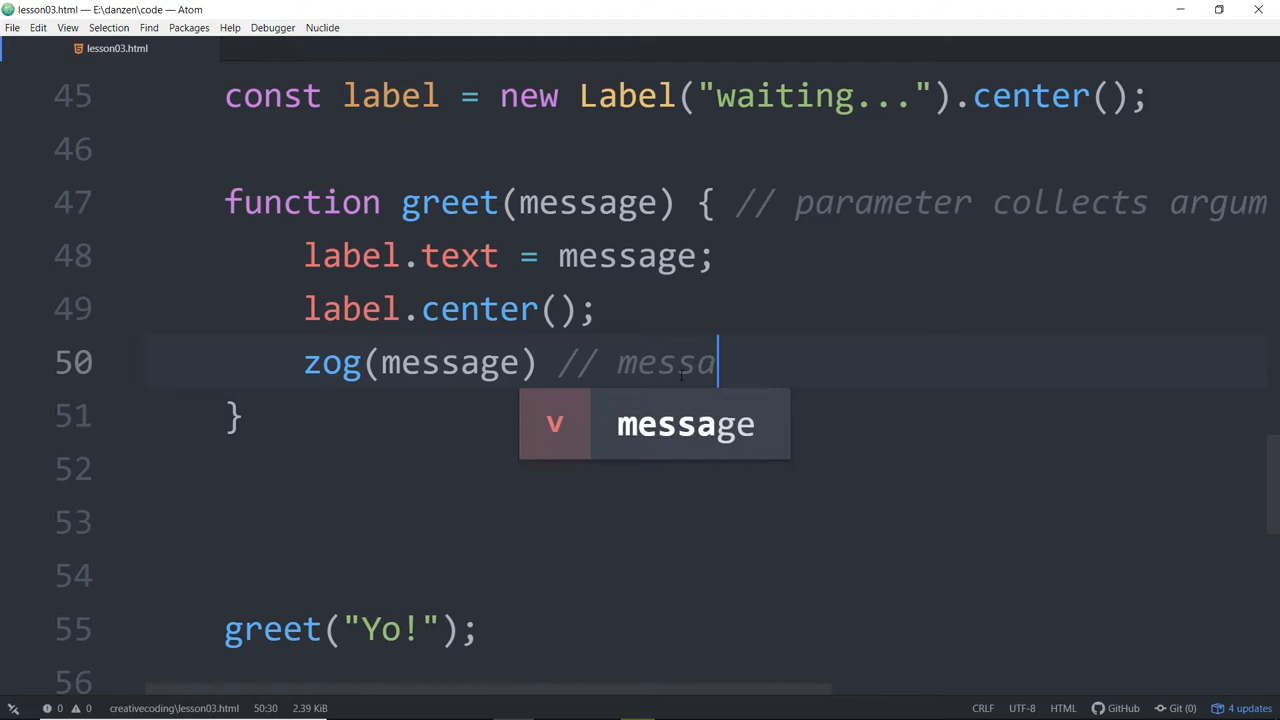 lesson03.html — E:\danzen\code — Atom
File Edit View Selection Find Packages Help Debugger Nuclide
lesson03.html
45 const label = new Label("waiting...").center();
46
47 function greet(message) { // parameter collects argum
48 label.text = message;
49 label.center();
50 zog(message) // messa
51 }
v message
52
53
54
55 greet("Yo!");
56
0 0 creativecoding\lesson03.html 50:30 2.39 KiB CRLF UTF-8 HTML GitHub Git (0) 4 updates